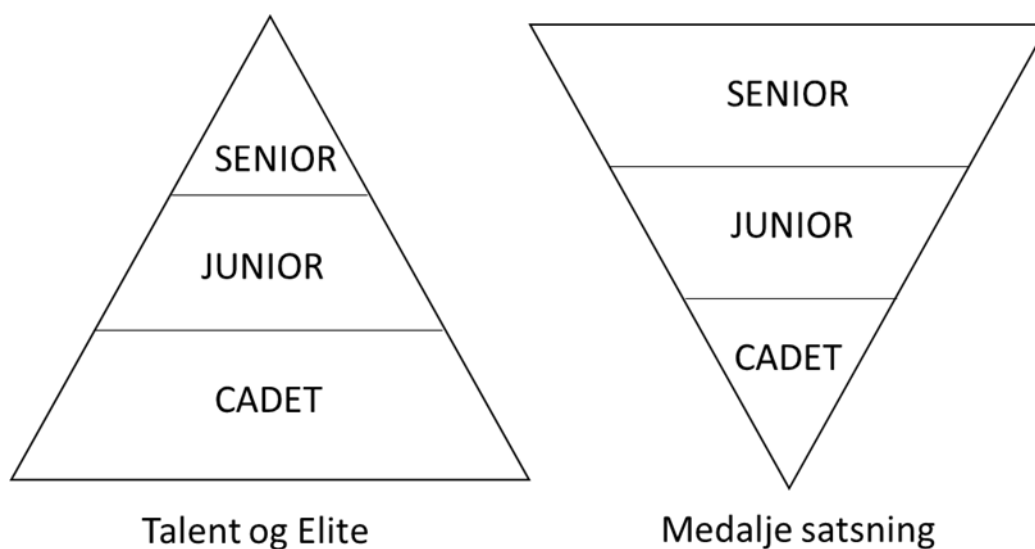 SENIOR
JUNIOR
CADET
Talent og Elite
SENIOR
JUNIOR
CADET
Medalje satsning